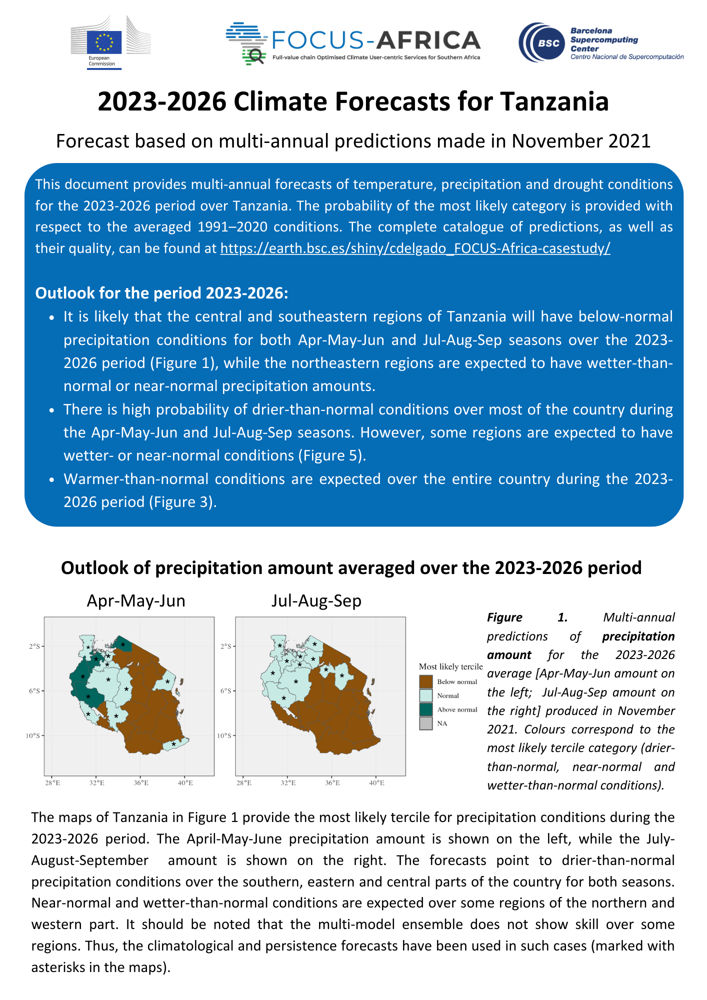 European
Commission
FOCUS-AFRICA
Full-value chain Optimised Climate User-centric Services for Southern Africa
BSC
Barcelona
Supercomputing
Center
Centro Nacional de Supercomputación
2023-2026 Climate Forecasts for Tanzania
Forecast based on multi-annual predictions made in November 2021
This document provides multi-annual forecasts of temperature, precipitation and drought conditions
for the 2023-2026 period over Tanzania. The probability of the most likely category is provided with
respect to the averaged 1991–2020 conditions. The complete catalogue of predictions, as well as
their quality, can be found at https://earth.bsc.es/shiny/cdelgado_FOCUS-Africa-casestudy/
Outlook for the period 2023-2026:
• It is likely that the central and southeastern regions of Tanzania will have below-normal
precipitation conditions for both Apr-May-Jun and Jul-Aug-Sep seasons over the 2023-
2026 period (Figure 1), while the northeastern regions are expected to have wetter-than-
normal or near-normal precipitation amounts.
• There is high probability of drier-than-normal conditions over most of the country during
the Apr-May-Jun and Jul-Aug-Sep seasons. However, some regions are expected to have
wetter- or near-normal conditions (Figure 5).
• Warmer-than-normal conditions are expected over the entire country during the 2023-
2026 period (Figure 3).
Outlook of precipitation amount averaged over the 2023-2026 period
Apr-May-Jun
2°S
6°S
10°S
28°E 32°E 36°E 40°E
Jul-Aug-Sep
2°S
6°S
10°S
28°E 32°E 36°E 40°E
Most likely tercile
Below normal
Normal
Above normal
NA
Figure 1. Multi-annual
predictions of precipitation
amount for the 2023-2026
average [Apr-May-Jun amount on
the left; Jul-Aug-Sep amount on
the right] produced in November
2021. Colours correspond to the
most likely tercile category (drier-
than-normal, near-normal and
wetter-than-normal conditions).
The maps of Tanzania in Figure 1 provide the most likely tercile for precipitation conditions during the
2023-2026 period. The April-May-June precipitation amount is shown on the left, while the July-
August-September amount is shown on the right. The forecasts point to drier-than-normal
precipitation conditions over the southern, eastern and central parts of the country for both seasons.
Near-normal and wetter-than-normal conditions are expected over some regions of the northern and
western part. It should be noted that the multi-model ensemble does not show skill over some
regions. Thus, the climatological and persistence forecasts have been used in such cases (marked with
asterisks in the maps).